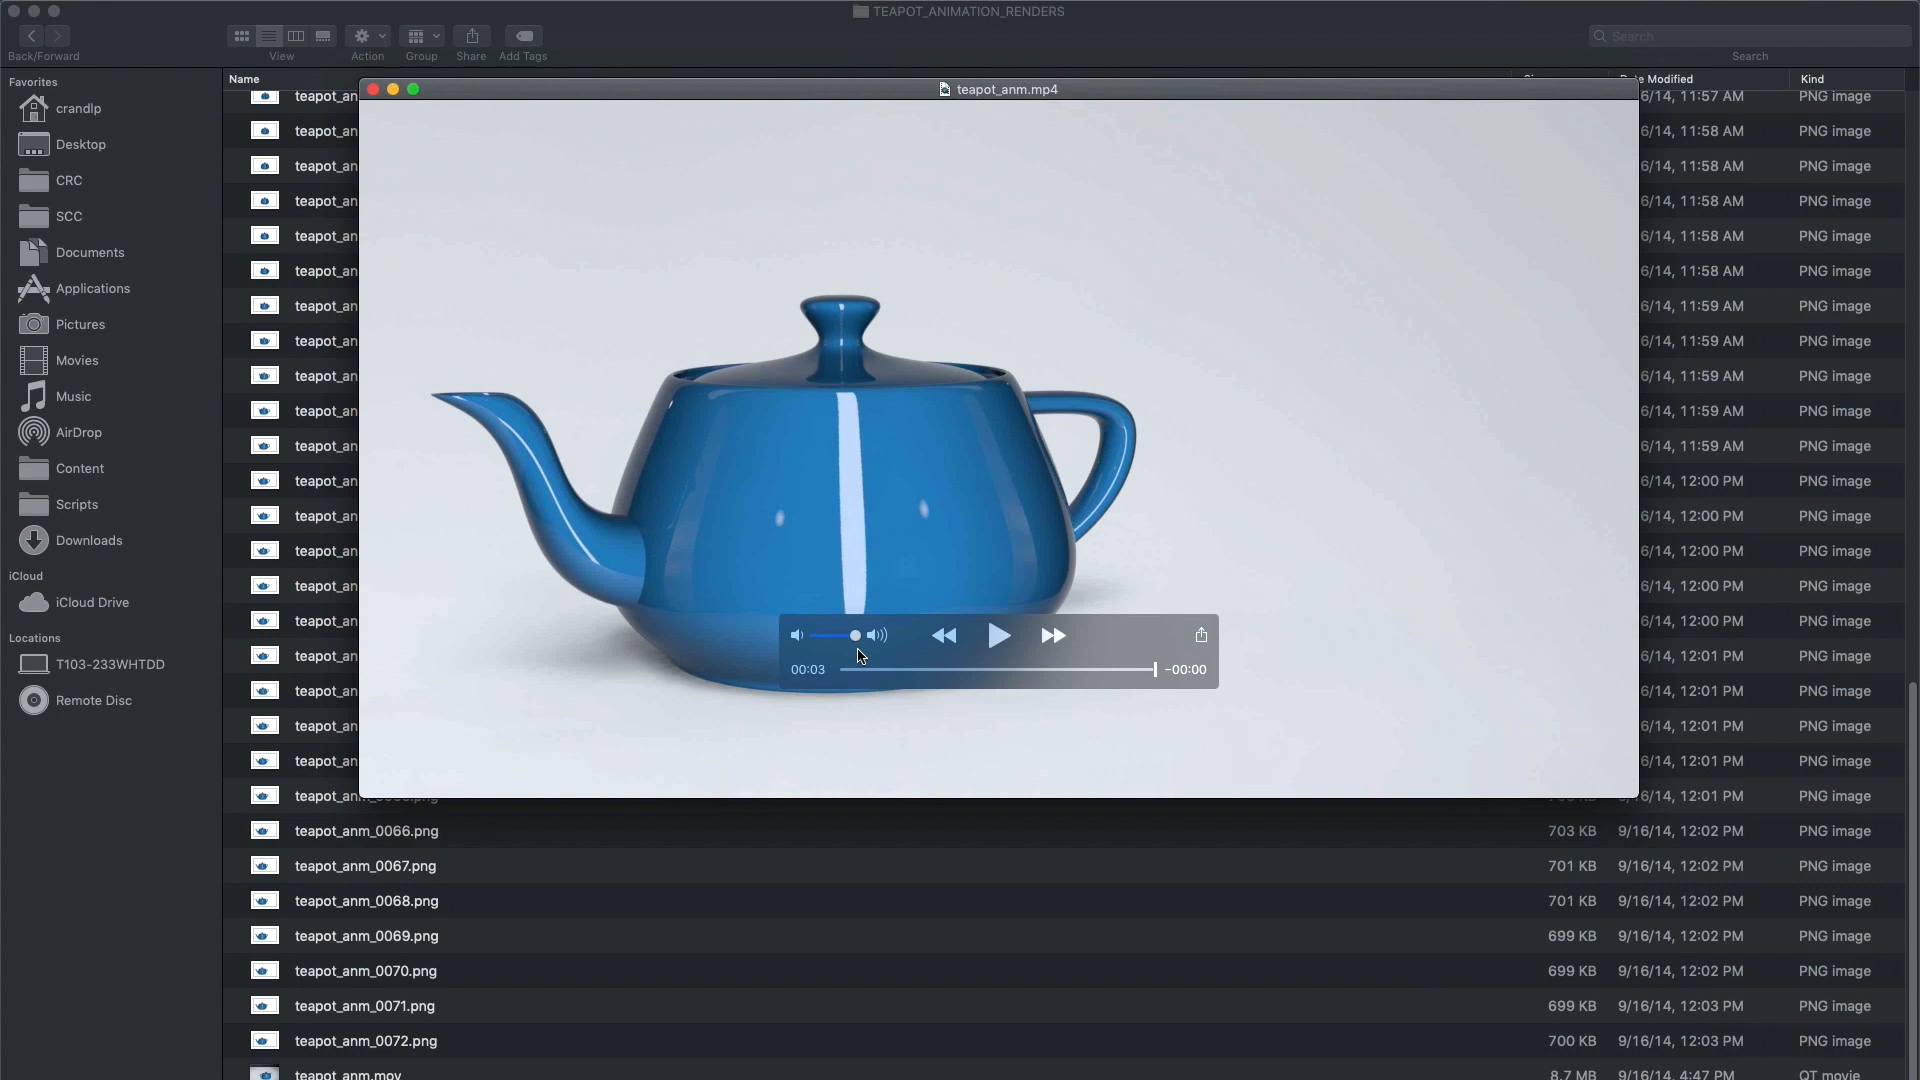 TEAPOT_ANIMATION_RENDERS
Search
Back/Forward
View
Action
Group
Share
Add Tags
Search
Favorites
crandlp
Desktop
CRC
SCC
Documents
Applications
Pictures
Movies
Music
AirDrop
Content
Scripts
Downloads
iCloud
iCloud Drive
Locations
T103-233WHTDD
Remote Disc
Name
Modified
Kind
teapot_anm.mp4
00:03
-00:00
teapot_an 6/14, 11:57 AM PNG image
teapot_an 6/14, 11:58 AM PNG image
teapot_an 6/14, 11:58 AM PNG image
teapot_an 6/14, 11:58 AM PNG image
teapot_an 6/14, 11:58 AM PNG image
teapot_an 6/14, 11:58 AM PNG image
teapot_an 6/14, 11:59 AM PNG image
teapot_an 6/14, 11:59 AM PNG image
teapot_an 6/14, 11:59 AM PNG image
teapot_an 6/14, 11:59 AM PNG image
teapot_an 6/14, 11:59 AM PNG image
teapot_an 6/14, 12:00 PM PNG image
teapot_an 6/14, 12:00 PM PNG image
teapot_an 6/14, 12:00 PM PNG image
teapot_an 6/14, 12:00 PM PNG image
teapot_an 6/14, 12:00 PM PNG image
teapot_an 6/14, 12:01 PM PNG image
teapot_an 6/14, 12:01 PM PNG image
teapot_an 6/14, 12:01 PM PNG image
teapot_an 6/14, 12:01 PM PNG image
teapot_an 6/14, 12:01 PM PNG image
teapot_anm_0066.png 703 KB 9/16/14, 12:02 PM PNG image
teapot_anm_0067.png 701 KB 9/16/14, 12:02 PM PNG image
teapot_anm_0068.png 701 KB 9/16/14, 12:02 PM PNG image
teapot_anm_0069.png 699 KB 9/16/14, 12:02 PM PNG image
teapot_anm_0070.png 699 KB 9/16/14, 12:02 PM PNG image
teapot_anm_0071.png 699 KB 9/16/14, 12:03 PM PNG image
teapot_anm_0072.png 700 KB 9/16/14, 12:03 PM PNG image
teapot_anm.mov 8.7 MB 9/16/14, 4:47 PM QT movie